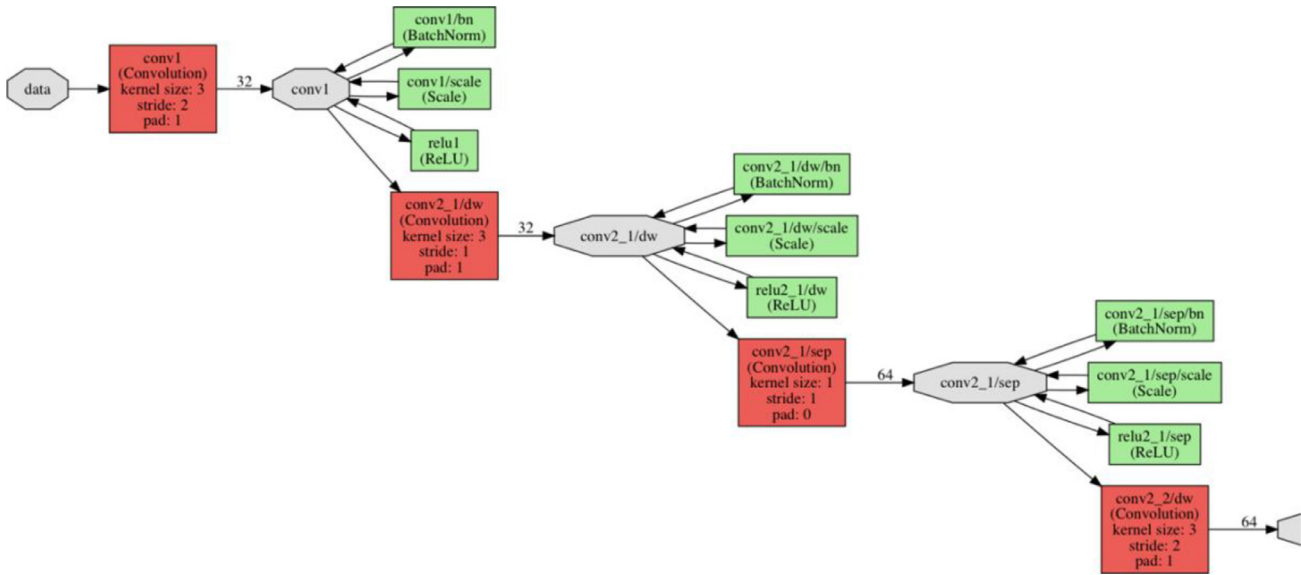 data
conv1
(Convolution)
kernel size: 3
stride: 2
pad: 1
32
conv1
conv1/bn
(BatchNorm)
conv1/scale
(Scale)
relu1
(ReLU)
conv2_1/dw
(Convolution)
kernel size: 3
stride: 1
pad: 1
32
conv2_1/dw
conv2_1/dw/bn
(BatchNorm)
conv2_1/dw/scale
(Scale)
relu2_1/dw
(ReLU)
conv2_1/sep
(Convolution)
kernel size: 1
stride: 1
pad: 0
64
conv2_1/sep
conv2_1/sep/bn
(BatchNorm)
conv2_1/sep/scale
(Scale)
relu2_1/sep
(ReLU)
conv2_2/dw
(Convolution)
kernel size: 3
stride: 2
pad: 1
64